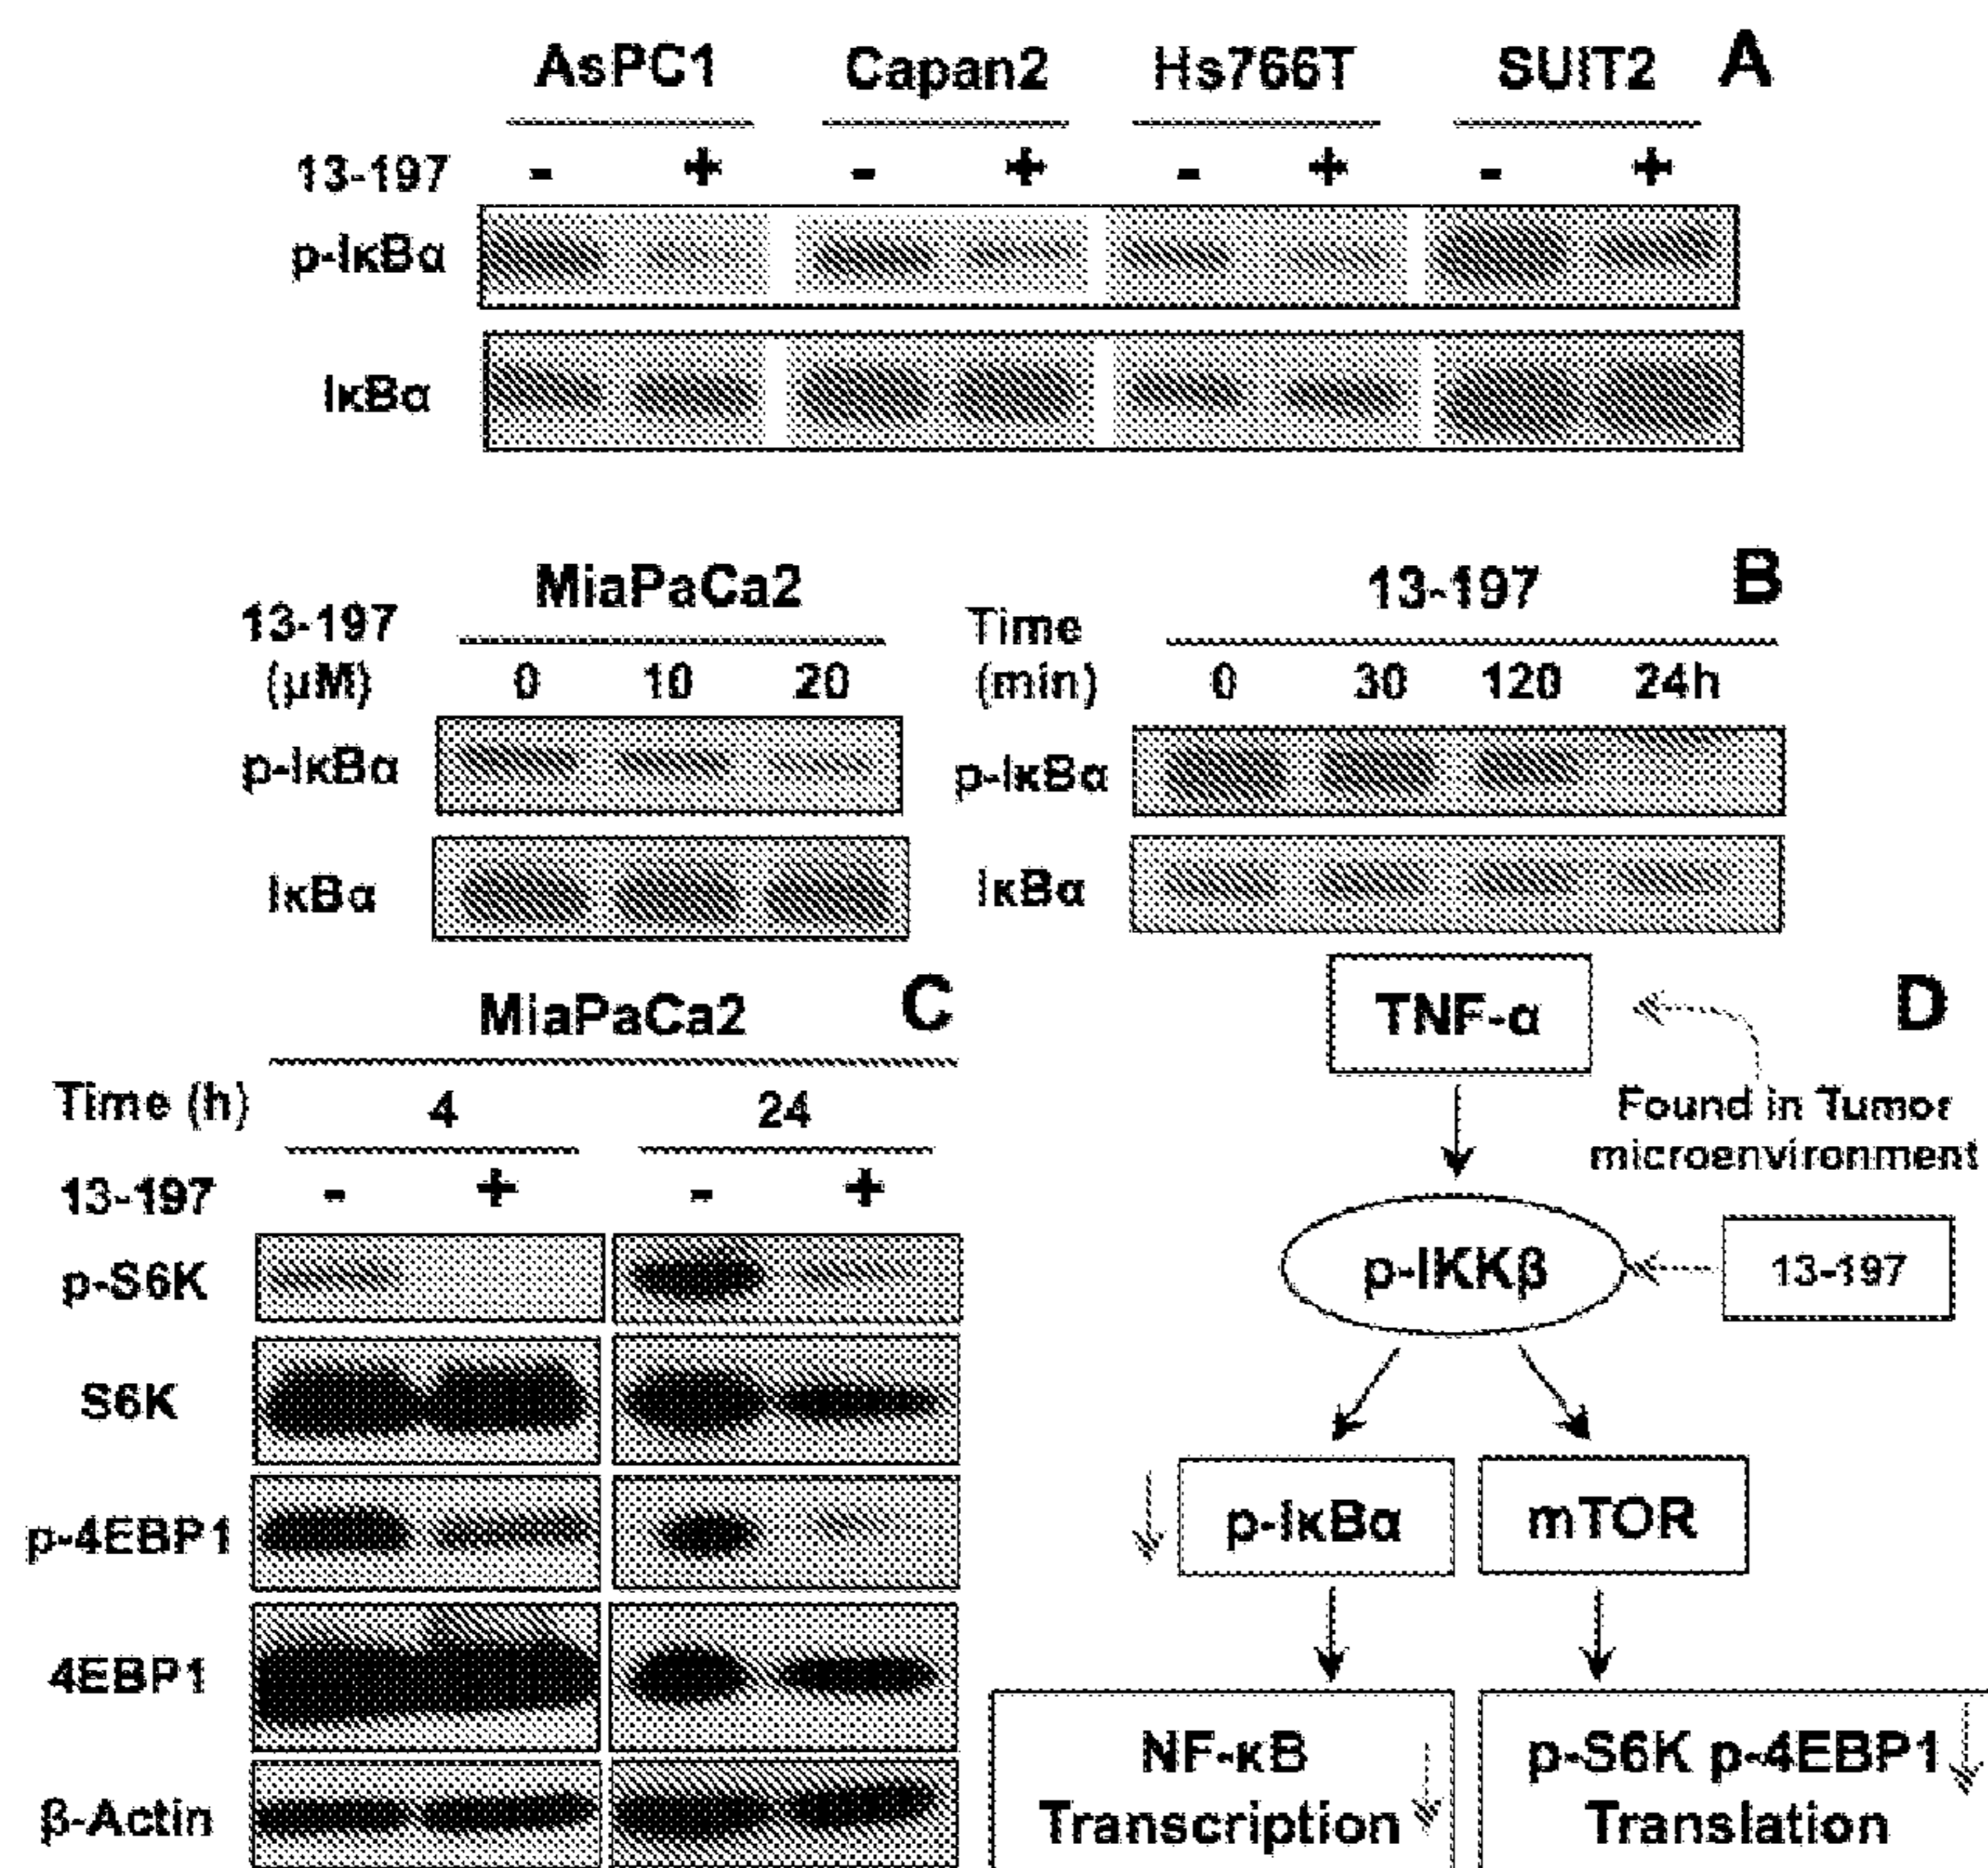 AsPC1 Capan2 Hs766T SUIT2 A
13-197 - + - + - + - +
p-IκBα
IκBα
MiaPaCa2
13-197
(μM) 0 10 20
p-IκBα
IκBα
13-197 B
Time
(min) 0 30 120 24h
p-IκBα
IκBα
MiaPaCa2 C
Time (h) 4 24
13-197 - + - +
p-S6K
S6K
p-4EBP1
4EBP1
β-Actin
D
TNF-α
Found in Tumor
microenvironment
p-IKKβ
13-197
p-IκBα
mTOR
NF-κB
Transcription
p-S6K p-4EBP1
Translation